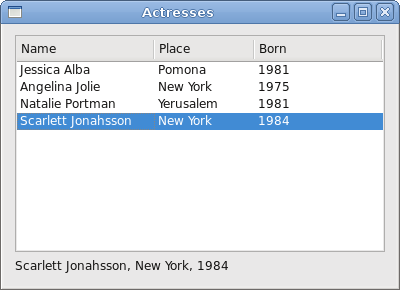 Actresses
Name Place Born
Jessica Alba Pomona 1981
Angelina Jolie New York 1975
Natalie Portman Yerusalem 1981
Scarlett Jonahsson New York 1984
Scarlett Jonahsson, New York, 1984